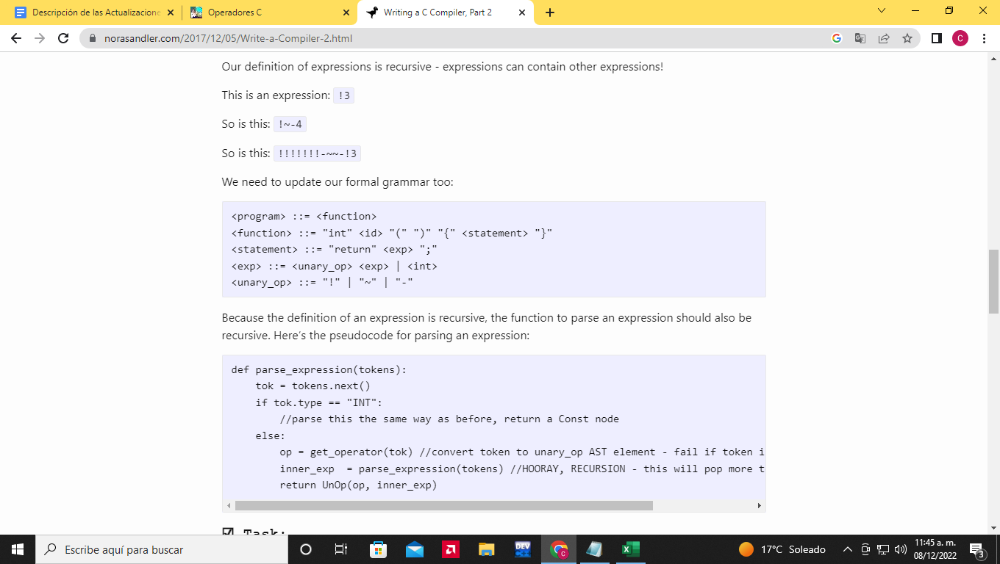 Descripción de las Actualizacione
Operadores C
Writing a C Compiler, Part 2
norasandler.com/2017/12/05/Write-a-Compiler-2.html
C
Our definition of expressions is recursive - expressions can contain other expressions!
This is an expression: !3
So is this: !~-4
So is this: !!!!!!!-~~-!3
We need to update our formal grammar too:
<program> ::= <function>
<function> ::= "int" <id> "(" ")" "{" <statement> "}"
<statement> ::= "return" <exp> ";"
<exp> ::= <unary_op> <exp> | <int>
<unary_op> ::= "!" | "~" | "-"
Because the definition of an expression is recursive, the function to parse an expression should also be
recursive. Here's the pseudocode for parsing an expression:
def parse_expression(tokens):
    tok = tokens.next()
    if tok.type == "INT":
        //parse this the same way as before, return a Const node
    else:
        op = get_operator(tok) //convert token to unary_op AST element - fail if token i
        inner_exp  = parse_expression(tokens) //HOORAY, RECURSION - this will pop more t
        return UnOp(op, inner_exp)
☑ Task:
Escribe aquí para buscar
DEV
C
17°C Soleado
11:45 a. m.
08/12/2022
3